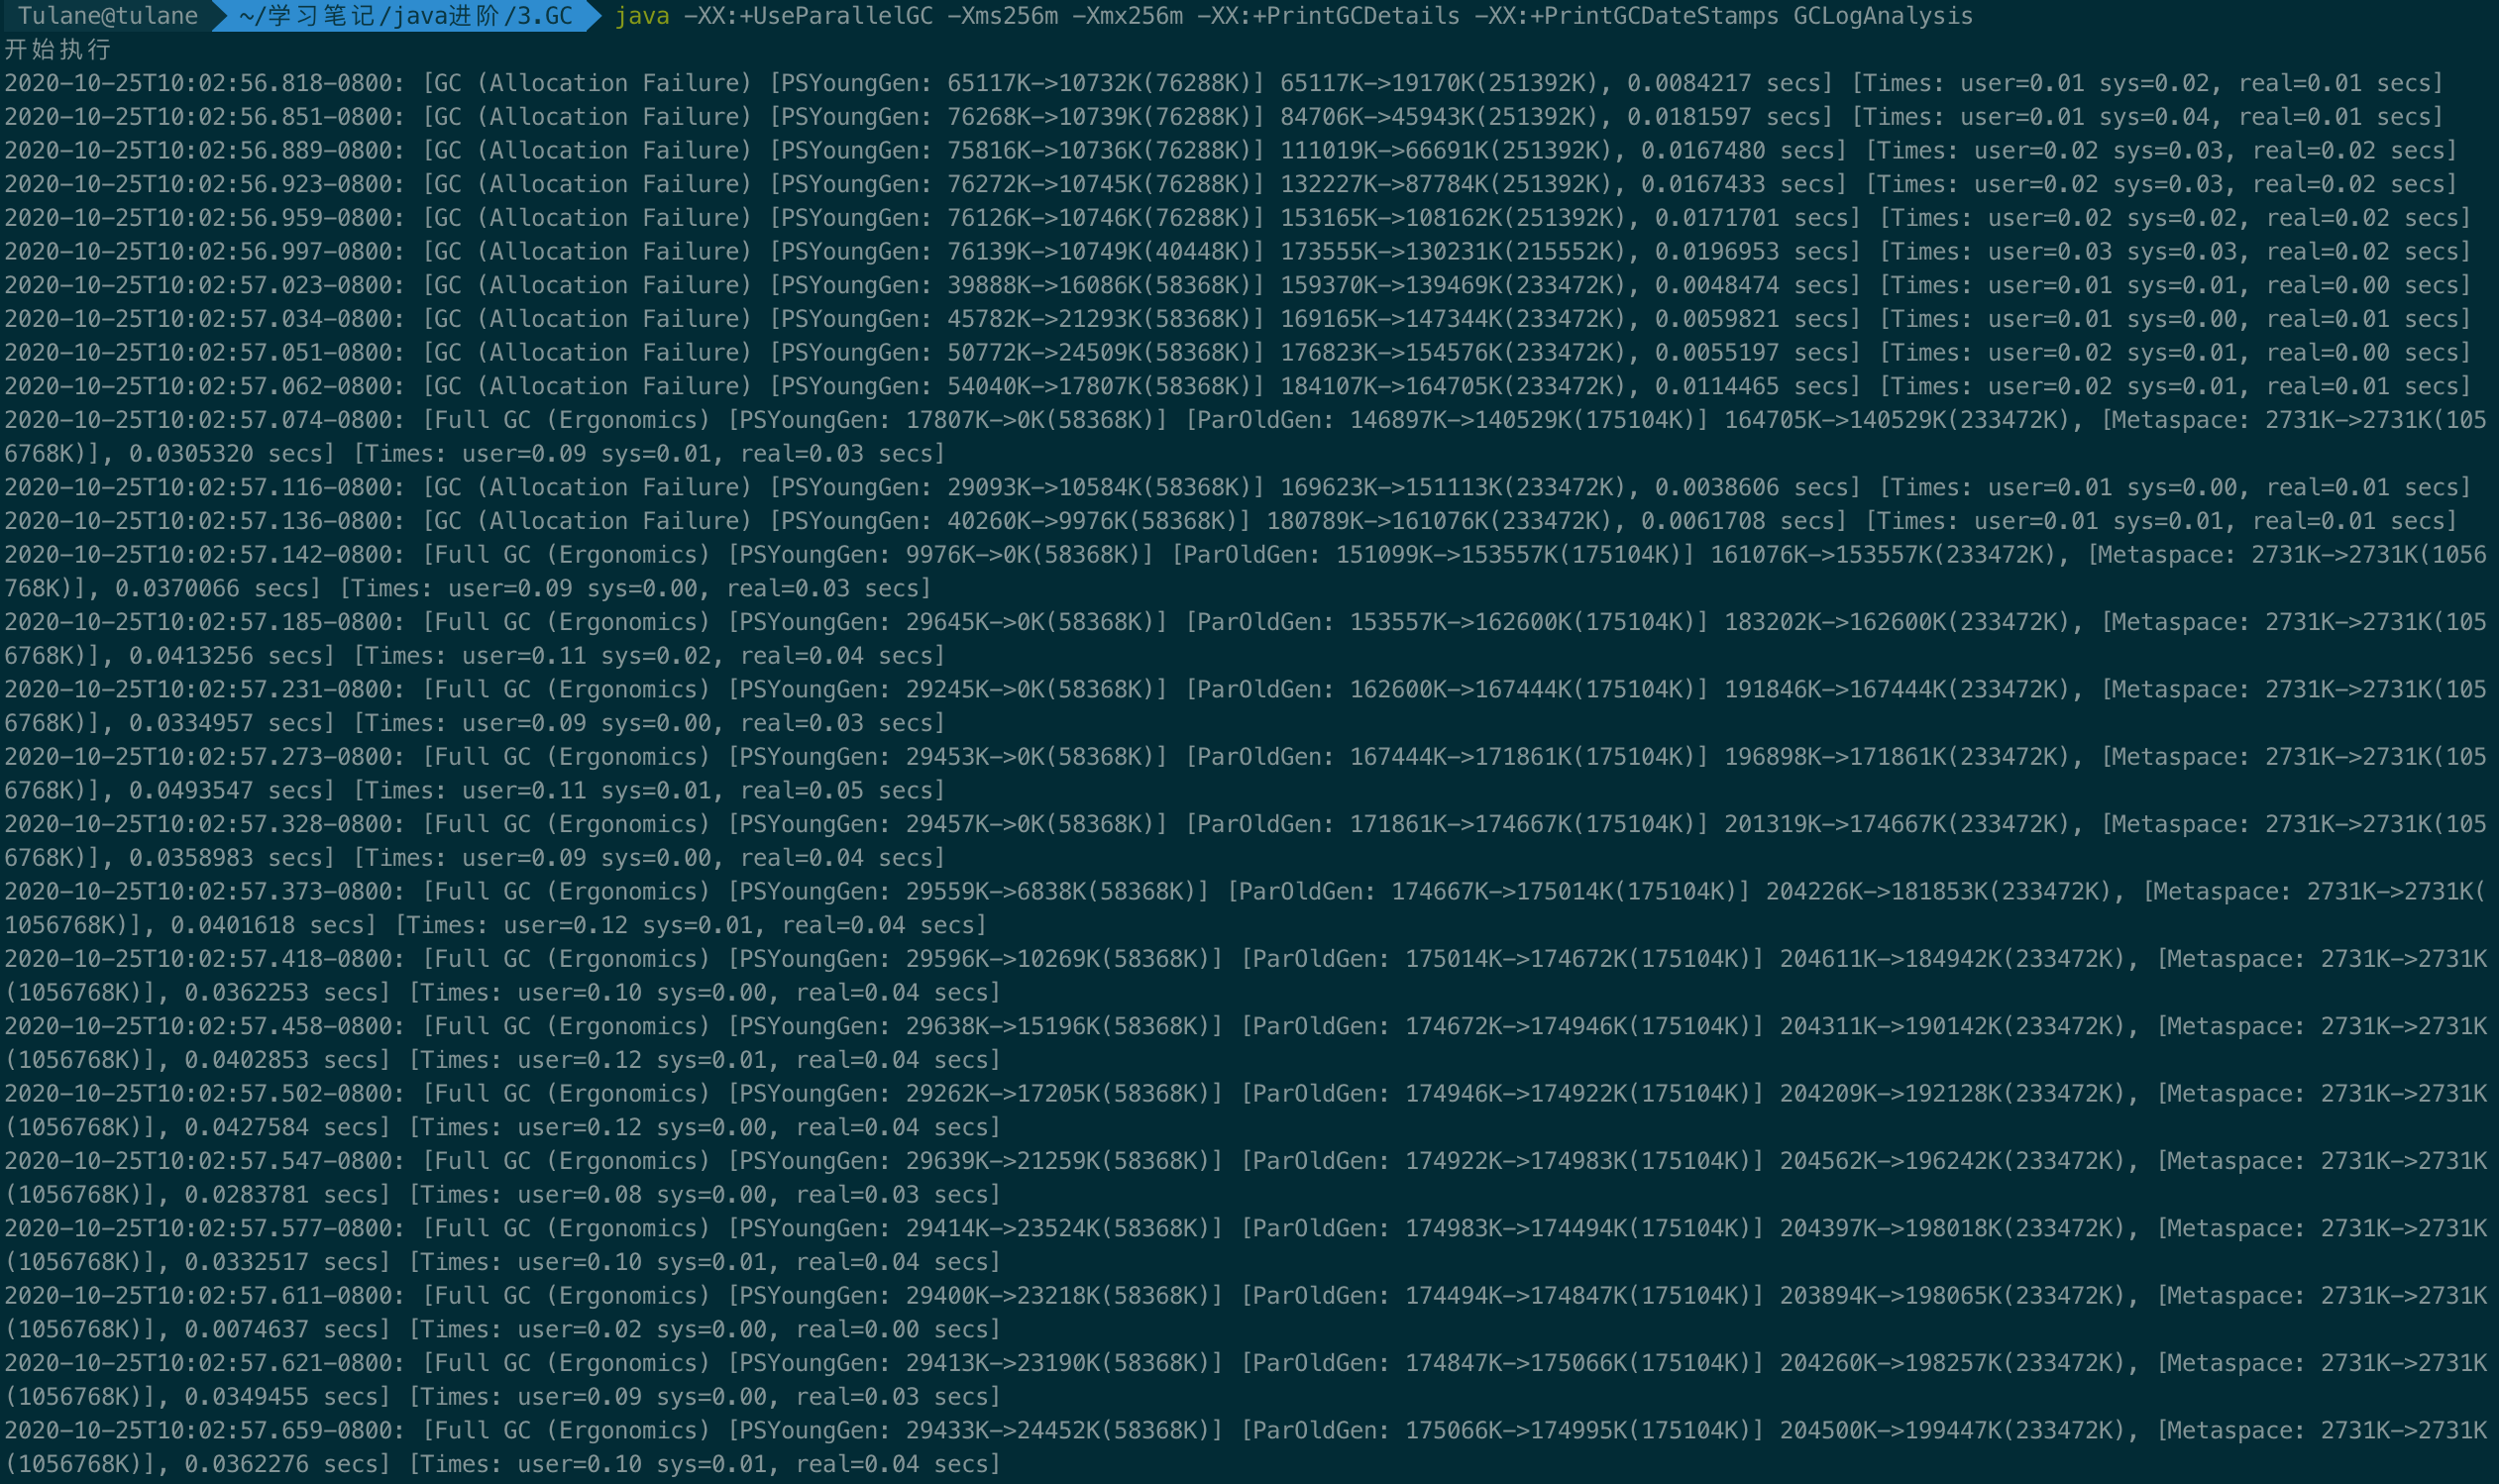 Tulane@tulane ~/学习笔记/java进阶/3.GC java -XX:+UseParallelGC -Xms256m -Xmx256m -XX:+PrintGCDetails -XX:+PrintGCDateStamps GCLogAnalysis
开始执行
2020-10-25T10:02:56.818-0800: [GC (Allocation Failure) [PSYoungGen: 65117K->10732K(76288K)] 65117K->19170K(251392K), 0.0084217 secs] [Times: user=0.01 sys=0.02, real=0.01 secs]
2020-10-25T10:02:56.851-0800: [GC (Allocation Failure) [PSYoungGen: 76268K->10739K(76288K)] 84706K->45943K(251392K), 0.0181597 secs] [Times: user=0.01 sys=0.04, real=0.01 secs]
2020-10-25T10:02:56.889-0800: [GC (Allocation Failure) [PSYoungGen: 75816K->10736K(76288K)] 111019K->66691K(251392K), 0.0167480 secs] [Times: user=0.02 sys=0.03, real=0.02 secs]
2020-10-25T10:02:56.923-0800: [GC (Allocation Failure) [PSYoungGen: 76272K->10745K(76288K)] 132227K->87784K(251392K), 0.0167433 secs] [Times: user=0.02 sys=0.03, real=0.02 secs]
2020-10-25T10:02:56.959-0800: [GC (Allocation Failure) [PSYoungGen: 76126K->10746K(76288K)] 153165K->108162K(251392K), 0.0171701 secs] [Times: user=0.02 sys=0.02, real=0.02 secs]
2020-10-25T10:02:56.997-0800: [GC (Allocation Failure) [PSYoungGen: 76139K->10749K(40448K)] 173555K->130231K(215552K), 0.0196953 secs] [Times: user=0.03 sys=0.03, real=0.02 secs]
2020-10-25T10:02:57.023-0800: [GC (Allocation Failure) [PSYoungGen: 39888K->16086K(58368K)] 159370K->139469K(233472K), 0.0048474 secs] [Times: user=0.01 sys=0.01, real=0.00 secs]
2020-10-25T10:02:57.034-0800: [GC (Allocation Failure) [PSYoungGen: 45782K->21293K(58368K)] 169165K->147344K(233472K), 0.0059821 secs] [Times: user=0.01 sys=0.00, real=0.01 secs]
2020-10-25T10:02:57.051-0800: [GC (Allocation Failure) [PSYoungGen: 50772K->24509K(58368K)] 176823K->154576K(233472K), 0.0055197 secs] [Times: user=0.02 sys=0.01, real=0.00 secs]
2020-10-25T10:02:57.062-0800: [GC (Allocation Failure) [PSYoungGen: 54040K->17807K(58368K)] 184107K->164705K(233472K), 0.0114465 secs] [Times: user=0.02 sys=0.01, real=0.01 secs]
2020-10-25T10:02:57.074-0800: [Full GC (Ergonomics) [PSYoungGen: 17807K->0K(58368K)] [ParOldGen: 146897K->140529K(175104K)] 164705K->140529K(233472K), [Metaspace: 2731K->2731K(105
6768K)], 0.0305320 secs] [Times: user=0.09 sys=0.01, real=0.03 secs]
2020-10-25T10:02:57.116-0800: [GC (Allocation Failure) [PSYoungGen: 29093K->10584K(58368K)] 169623K->151113K(233472K), 0.0038606 secs] [Times: user=0.01 sys=0.00, real=0.01 secs]
2020-10-25T10:02:57.136-0800: [GC (Allocation Failure) [PSYoungGen: 40260K->9976K(58368K)] 180789K->161076K(233472K), 0.0061708 secs] [Times: user=0.01 sys=0.01, real=0.01 secs]
2020-10-25T10:02:57.142-0800: [Full GC (Ergonomics) [PSYoungGen: 9976K->0K(58368K)] [ParOldGen: 151099K->153557K(175104K)] 161076K->153557K(233472K), [Metaspace: 2731K->2731K(1056
768K)], 0.0370066 secs] [Times: user=0.09 sys=0.00, real=0.03 secs]
2020-10-25T10:02:57.185-0800: [Full GC (Ergonomics) [PSYoungGen: 29645K->0K(58368K)] [ParOldGen: 153557K->162600K(175104K)] 183202K->162600K(233472K), [Metaspace: 2731K->2731K(105
6768K)], 0.0413256 secs] [Times: user=0.11 sys=0.02, real=0.04 secs]
2020-10-25T10:02:57.231-0800: [Full GC (Ergonomics) [PSYoungGen: 29245K->0K(58368K)] [ParOldGen: 162600K->167444K(175104K)] 191846K->167444K(233472K), [Metaspace: 2731K->2731K(105
6768K)], 0.0334957 secs] [Times: user=0.09 sys=0.00, real=0.03 secs]
2020-10-25T10:02:57.273-0800: [Full GC (Ergonomics) [PSYoungGen: 29453K->0K(58368K)] [ParOldGen: 167444K->171861K(175104K)] 196898K->171861K(233472K), [Metaspace: 2731K->2731K(105
6768K)], 0.0493547 secs] [Times: user=0.11 sys=0.01, real=0.05 secs]
2020-10-25T10:02:57.328-0800: [Full GC (Ergonomics) [PSYoungGen: 29457K->0K(58368K)] [ParOldGen: 171861K->174667K(175104K)] 201319K->174667K(233472K), [Metaspace: 2731K->2731K(105
6768K)], 0.0358983 secs] [Times: user=0.09 sys=0.00, real=0.04 secs]
2020-10-25T10:02:57.373-0800: [Full GC (Ergonomics) [PSYoungGen: 29559K->6838K(58368K)] [ParOldGen: 174667K->175014K(175104K)] 204226K->181853K(233472K), [Metaspace: 2731K->2731K(
1056768K)], 0.0401618 secs] [Times: user=0.12 sys=0.01, real=0.04 secs]
2020-10-25T10:02:57.418-0800: [Full GC (Ergonomics) [PSYoungGen: 29596K->10269K(58368K)] [ParOldGen: 175014K->174672K(175104K)] 204611K->184942K(233472K), [Metaspace: 2731K->2731K
(1056768K)], 0.0362253 secs] [Times: user=0.10 sys=0.00, real=0.04 secs]
2020-10-25T10:02:57.458-0800: [Full GC (Ergonomics) [PSYoungGen: 29638K->15196K(58368K)] [ParOldGen: 174672K->174946K(175104K)] 204311K->190142K(233472K), [Metaspace: 2731K->2731K
(1056768K)], 0.0402853 secs] [Times: user=0.12 sys=0.01, real=0.04 secs]
2020-10-25T10:02:57.502-0800: [Full GC (Ergonomics) [PSYoungGen: 29262K->17205K(58368K)] [ParOldGen: 174946K->174922K(175104K)] 204209K->192128K(233472K), [Metaspace: 2731K->2731K
(1056768K)], 0.0427584 secs] [Times: user=0.12 sys=0.00, real=0.04 secs]
2020-10-25T10:02:57.547-0800: [Full GC (Ergonomics) [PSYoungGen: 29639K->21259K(58368K)] [ParOldGen: 174922K->174983K(175104K)] 204562K->196242K(233472K), [Metaspace: 2731K->2731K
(1056768K)], 0.0283781 secs] [Times: user=0.08 sys=0.00, real=0.03 secs]
2020-10-25T10:02:57.577-0800: [Full GC (Ergonomics) [PSYoungGen: 29414K->23524K(58368K)] [ParOldGen: 174983K->174494K(175104K)] 204397K->198018K(233472K), [Metaspace: 2731K->2731K
(1056768K)], 0.0332517 secs] [Times: user=0.10 sys=0.01, real=0.04 secs]
2020-10-25T10:02:57.611-0800: [Full GC (Ergonomics) [PSYoungGen: 29400K->23218K(58368K)] [ParOldGen: 174494K->174847K(175104K)] 203894K->198065K(233472K), [Metaspace: 2731K->2731K
(1056768K)], 0.0074637 secs] [Times: user=0.02 sys=0.00, real=0.00 secs]
2020-10-25T10:02:57.621-0800: [Full GC (Ergonomics) [PSYoungGen: 29413K->23190K(58368K)] [ParOldGen: 174847K->175066K(175104K)] 204260K->198257K(233472K), [Metaspace: 2731K->2731K
(1056768K)], 0.0349455 secs] [Times: user=0.09 sys=0.00, real=0.03 secs]
2020-10-25T10:02:57.659-0800: [Full GC (Ergonomics) [PSYoungGen: 29433K->24452K(58368K)] [ParOldGen: 175066K->174995K(175104K)] 204500K->199447K(233472K), [Metaspace: 2731K->2731K
(1056768K)], 0.0362276 secs] [Times: user=0.10 sys=0.01, real=0.04 secs]